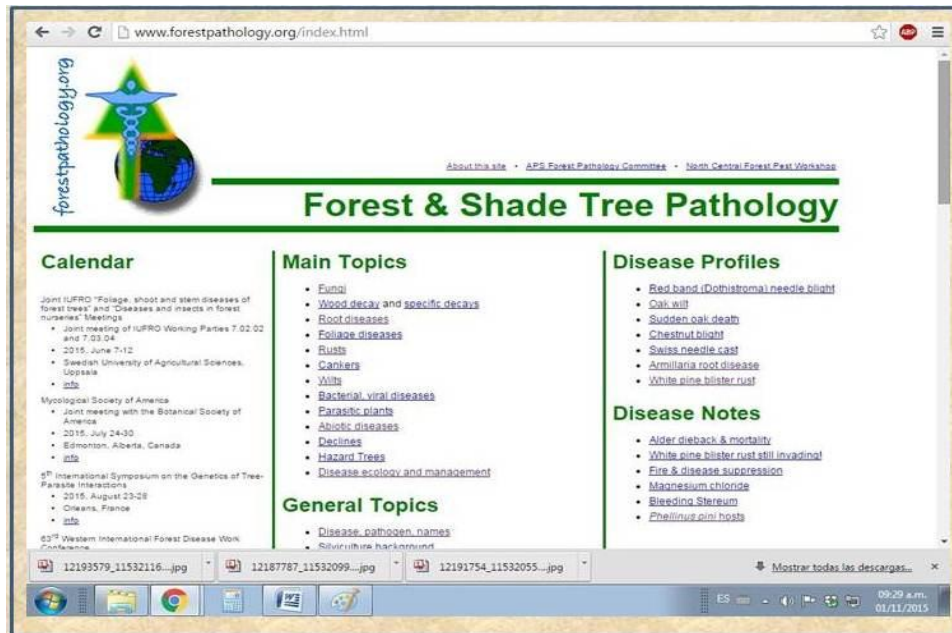 www.forestpathology.org/index.html
ABP
forestpathology.org
About this site • APS Forest Pathology Committee • North Central Forest Pest Workshop
Forest & Shade Tree Pathology
Calendar
Joint IUFRO "Foliage, shoot and stem diseases of
forest trees" and "Diseases and insects in forest
nurseries" Meetings
• Joint meeting of IUFRO Working Parties 7.02.02
and 7.03.04
• 2015, June 7-12
• Swedish University of Agricultural Sciences,
Uppsala
• info
Mycological Society of America
• Joint meeting with the Botanical Society of
America
• 2015, July 24-30
• Edmonton, Alberta, Canada
• info
5th International Symposium on the Genetics of Tree-
Parasite Interactions
• 2015, August 23-28
• Orleans, France
• info
63rd Western International Forest Disease Work
Conference
Main Topics
• Fungi
• Wood decay and specific decays
• Root diseases
• Foliage diseases
• Rusts
• Cankers
• Wilts
• Bacterial, viral diseases
• Parasitic plants
• Abiotic diseases
• Declines
• Hazard Trees
• Disease ecology and management
General Topics
• Disease, pathogen, names
• Silviculture background
Disease Profiles
• Red band (Dothistroma) needle blight
• Oak wilt
• Sudden oak death
• Chestnut blight
• Swiss needle cast
• Armillaria root disease
• White pine blister rust
Disease Notes
• Alder dieback & mortality
• White pine blister rust still invading!
• Fire & disease suppression
• Magnesium chloride
• Bleeding Stereum
• Phellinus pini hosts
12193579_11532116...jpg
12187787_11532099...jpg
12191754_11532055...jpg
Mostrar todas las descargas...
ES
09:29 a.m.
01/11/2015